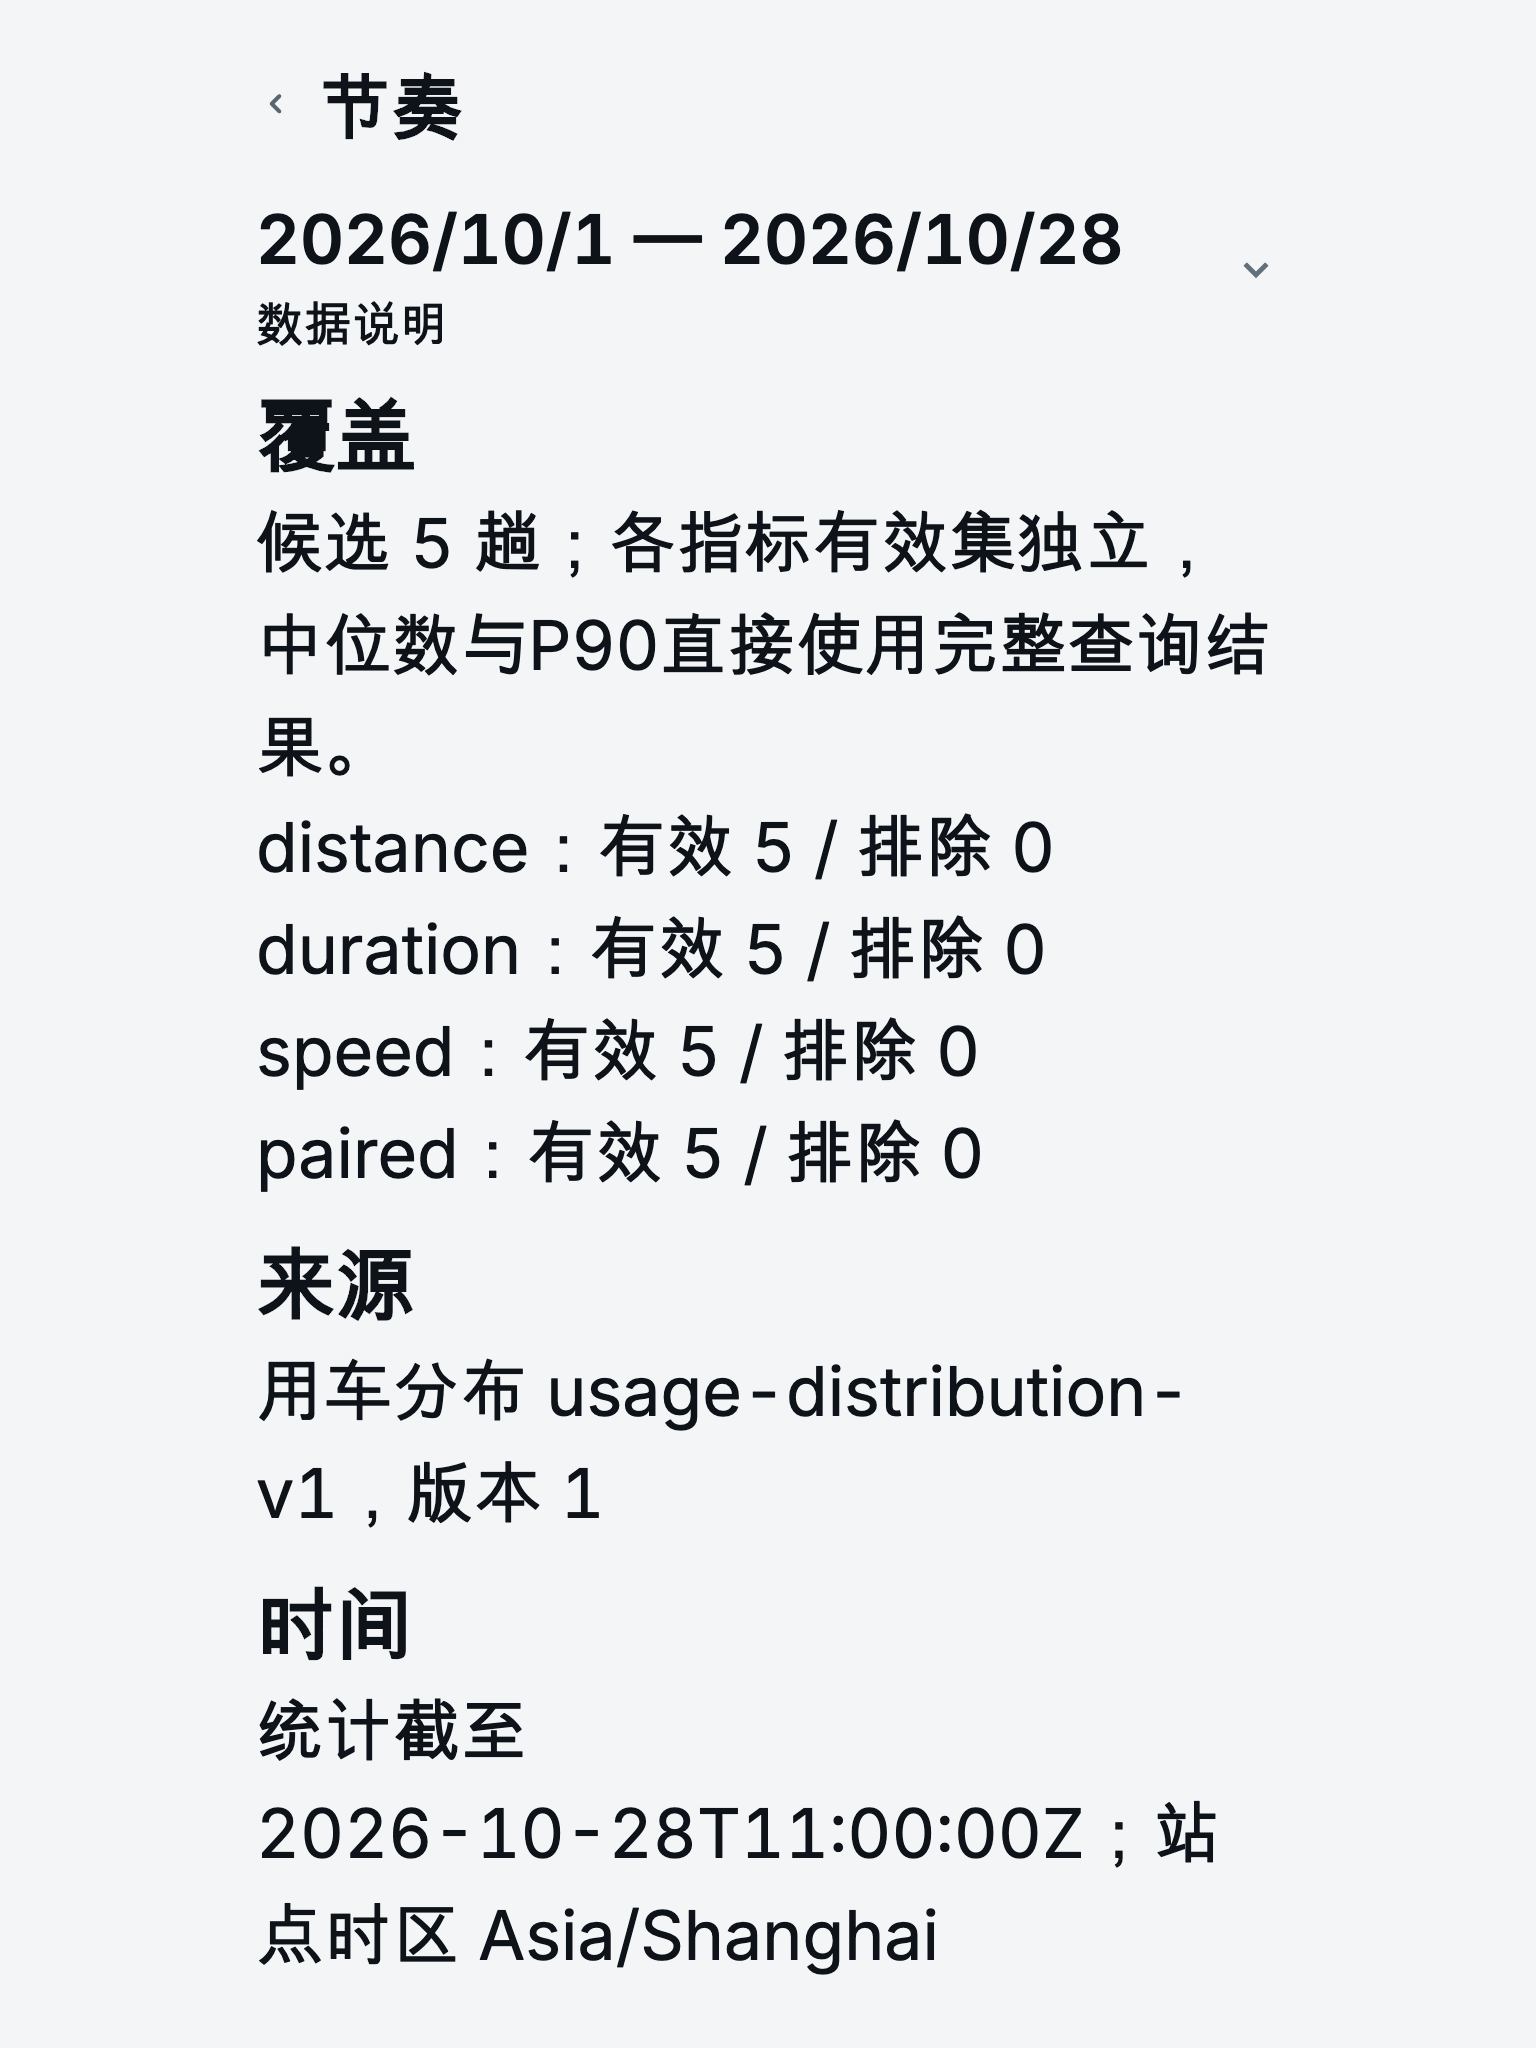 节奏
2026/10/1 — 2026/10/28
数据说明
覆盖
候选 5 趟；各指标有效集独立，
中位数与P90直接使用完整查询结
果。
distance：有效 5 / 排除 0
duration：有效 5 / 排除 0
speed：有效 5 / 排除 0
paired：有效 5 / 排除 0
来源
用车分布 usage-distribution-
v1，版本 1
时间
统计截至
2026-10-28T11:00:00Z；站
点时区 Asia/Shanghai